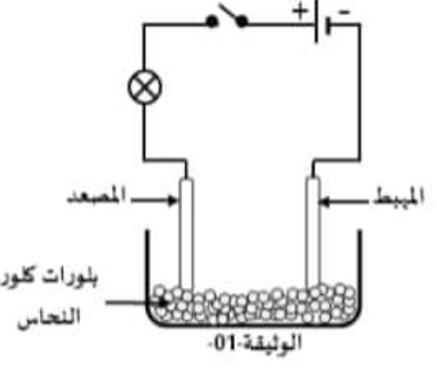 + -
المصعد
المهبط
بلورات كلور
النحاس
الوثيقة-01-